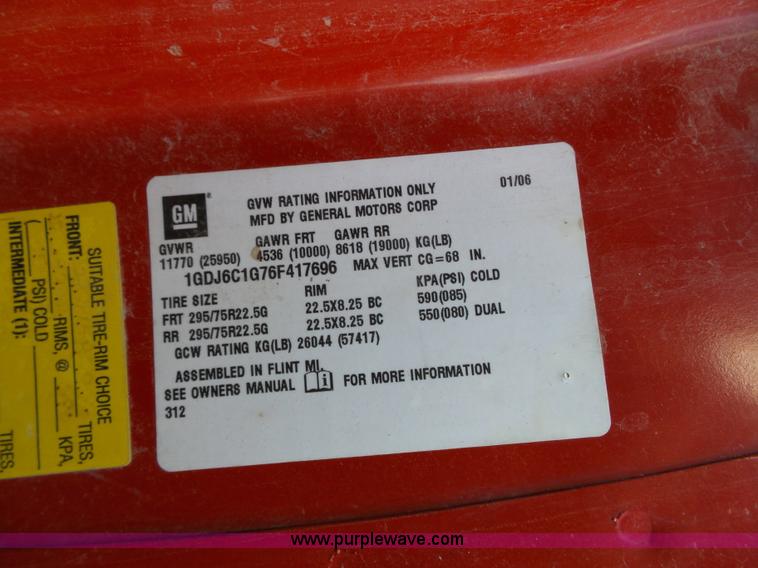 GM
GVW RATING INFORMATION ONLY
01/06
MFD BY GENERAL MOTORS CORP
GVWR GAWR FRT GAWR RR
11770 (25950) 4536 (10000) 8618 (19000) KG(LB)
1GDJ6C1G76F417696 MAX VERT CG=68 IN.
TIRE SIZE RIM KPA(PSI) COLD
FRT 295/75R22.5G 22.5X8.25 BC 590(085)
RR 295/75R22.5G 22.5X8.25 BC 550(080) DUAL
GCW RATING KG(LB) 26044 (57417)
ASSEMBLED IN FLINT MI.
SEE OWNERS MANUAL i FOR MORE INFORMATION
312
SUITABLE TIRE-RIM CHOICE
FRONT: TIRES,
RIMS, @ KPA,
( PSI) COLD
INTERMEDIATE (1): TIRES,
www.purplewave.com